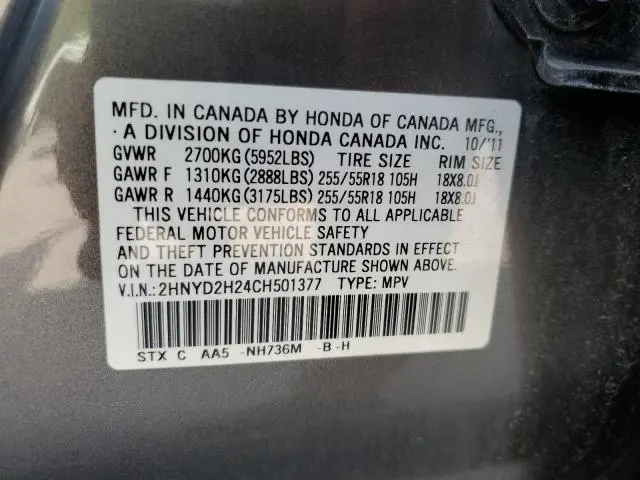 MFD. IN CANADA BY HONDA OF CANADA MFG.,
A DIVISION OF HONDA CANADA INC. 10/'11
GVWR 2700KG(5952LBS) TIRE SIZE RIM SIZE
GAWR F 1310KG(2888LBS) 255/55R18 105H 18X8.0J
GAWR R 1440KG(3175LBS) 255/55R18 105H 18X8.0J
THIS VEHICLE CONFORMS TO ALL APPLICABLE
FEDERAL MOTOR VEHICLE SAFETY
AND THEFT PREVENTION STANDARDS IN EFFECT
ON THE DATE OF MANUFACTURE SHOWN ABOVE.
V.I.N.:2HNYD2H24CH501377 TYPE: MPV
STX C AA5 -NH736M -B-H